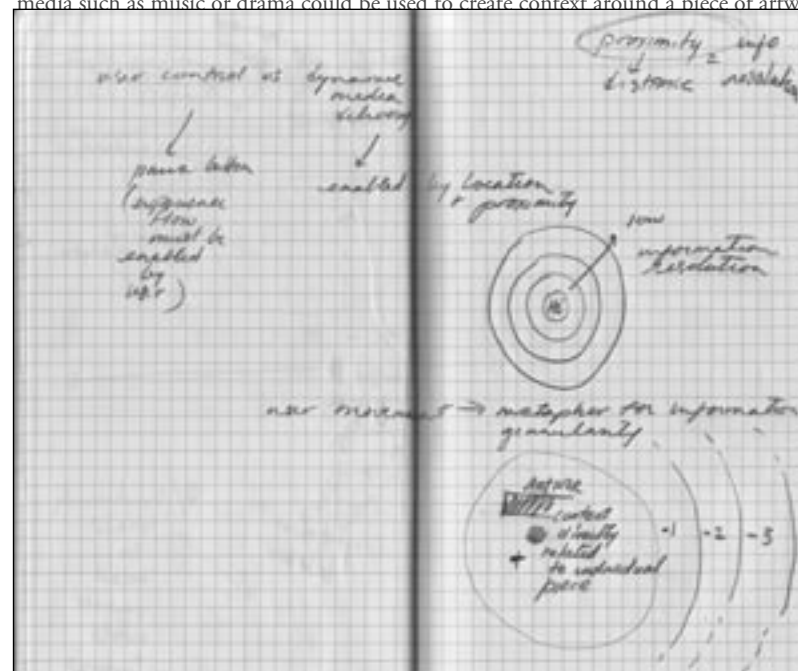 media such as music or drama could be used to create context around a piece of artw
proximity = info
distance resolution
user control vs dynamic
media
delivery
pause button
(
flow
must be
enabled
by
user)
enabled by location
+ proximity
low
information
resolution
user movement → metaphor for information
granularity
content
directly
related
to individual
piece
+
-1 -2 -3